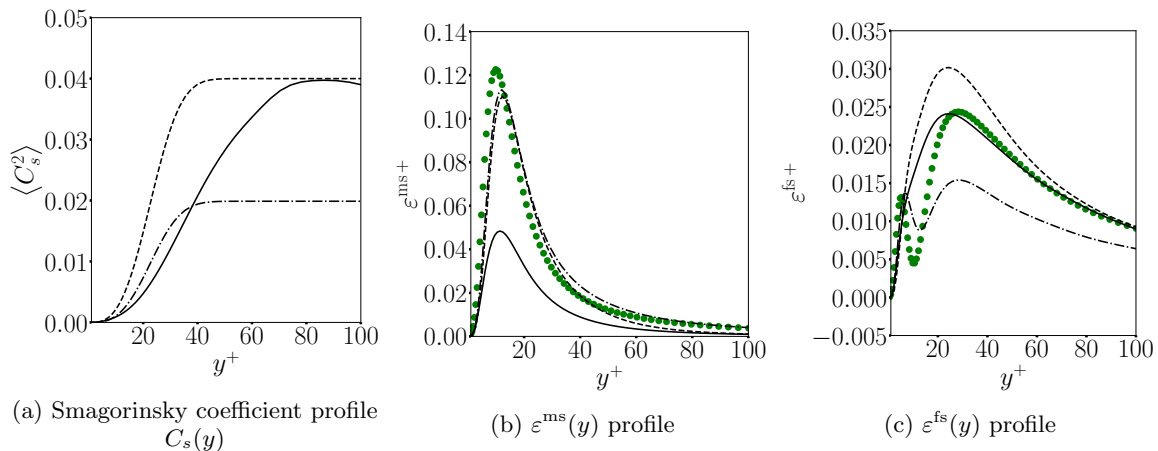 0.05
0.04
0.03
0.02
0.01
0.00
⟨C_s^2⟩
20 40 60 80 100
y^+
(a) Smagorinsky coefficient profile
C_s(y)
0.14
0.12
0.10
0.08
0.06
0.04
0.02
0.00
ε^{ms+}
20 40 60 80 100
y^+
(b) ε^{ms}(y) profile
0.035
0.030
0.025
0.020
0.015
0.010
0.005
0.000
−0.005
ε^{fs+}
20 40 60 80 100
y^+
(c) ε^{fs}(y) profile